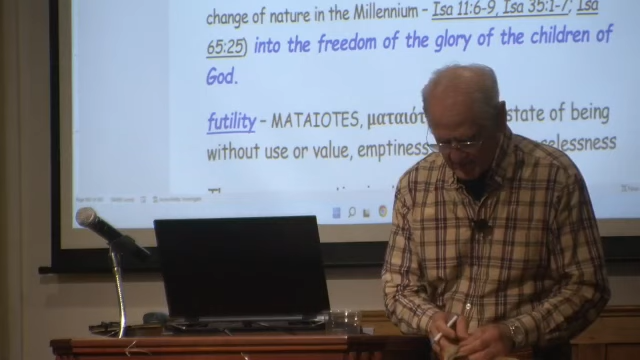 change of nature in the Millennium – Isa 11:6-9, Isa 35:1-7; Isa
65:25) into the freedom of the glory of the children of
God.
futility – MATAIOTES, state of being
without use or value, emptiness